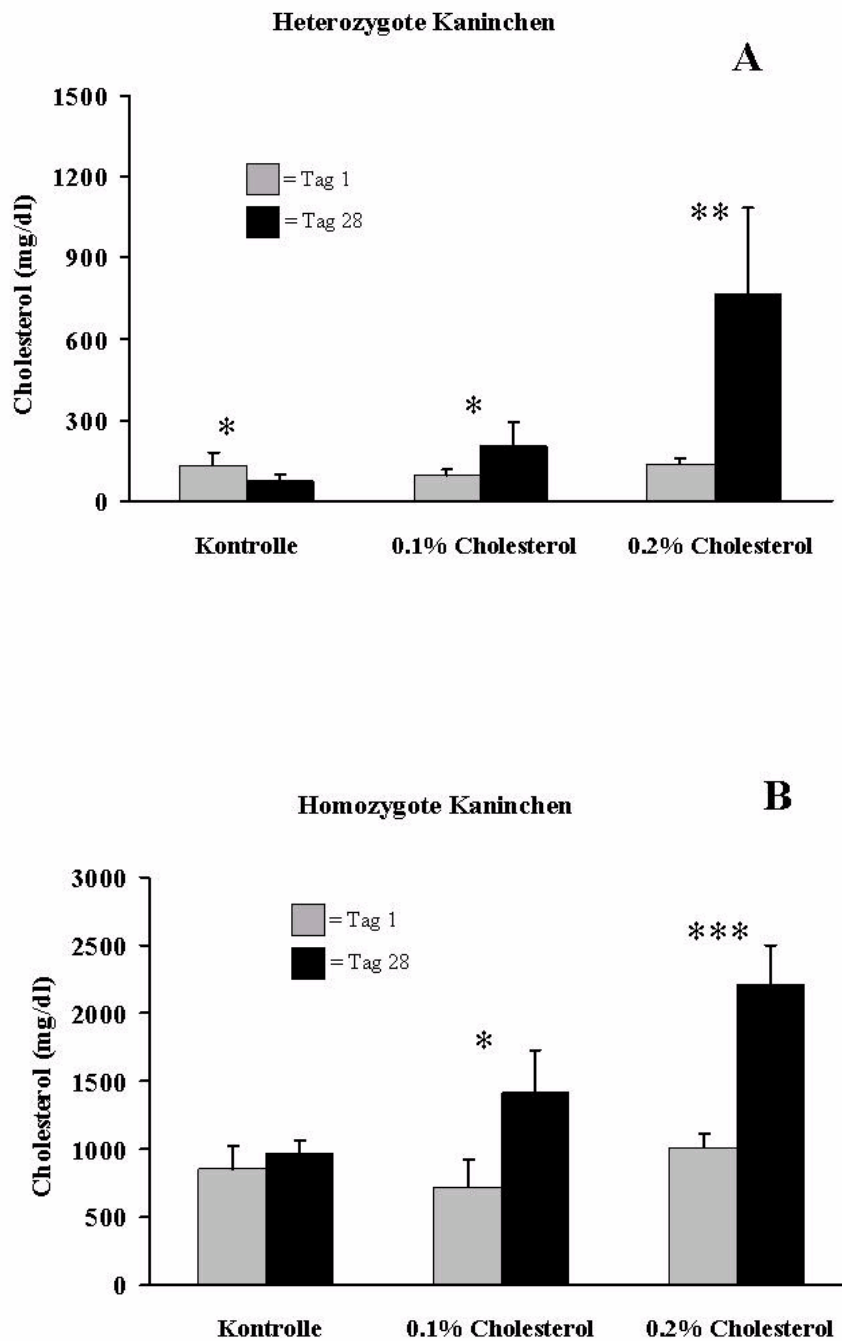 Heterozygote Kaninchen
A
1500
1200
900
600
300
0
Cholesterol (mg/dl)
= Tag 1
= Tag 28
*
*
**
Kontrolle 0.1% Cholesterol 0.2% Cholesterol
Homozygote Kaninchen
B
3000
2500
2000
1500
1000
500
0
Cholesterol (mg/dl)
= Tag 1
= Tag 28
*
***
Kontrolle 0.1% Cholesterol 0.2% Cholesterol